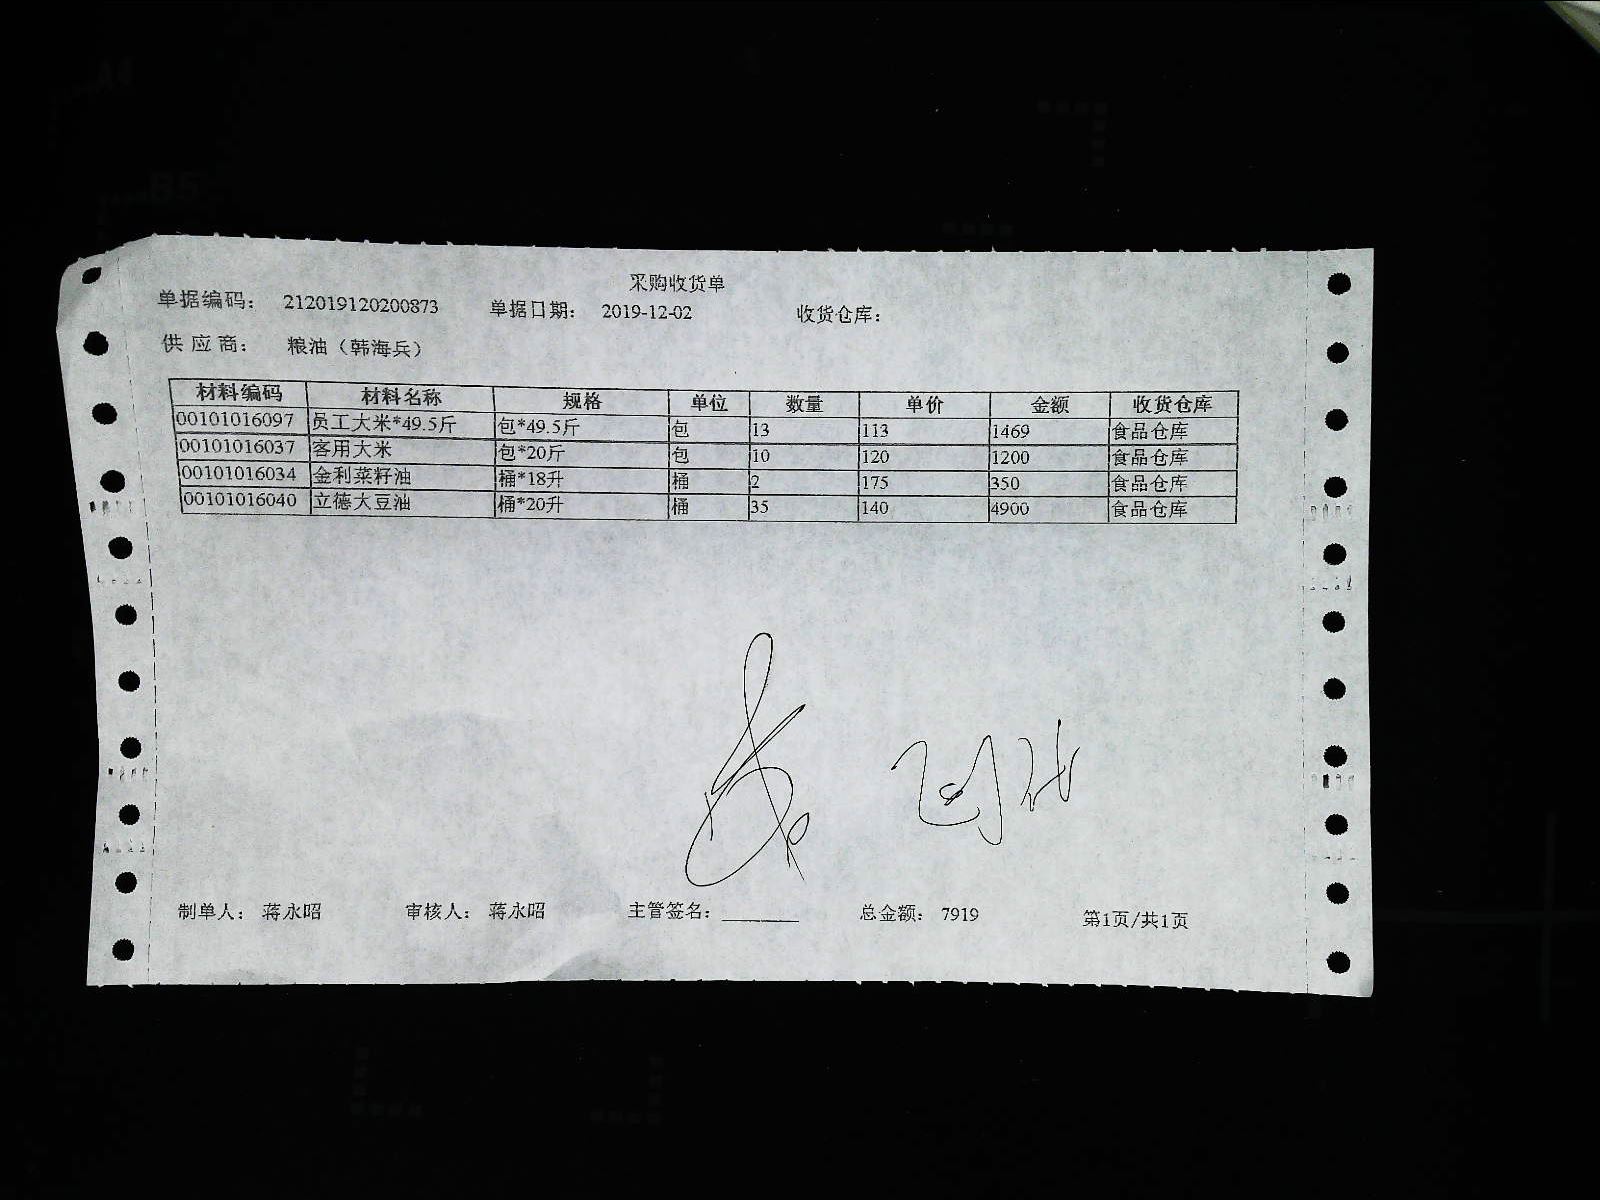 采购收货单
单据编码： 212019120200873 单据日期： 2019-12-02 收货仓库：
供应商： 粮油（韩海兵）
材料编码 材料名称 规格 单位 数量 单价 金额 收货仓库
00101016097 员工大米*49.5斤 包*49.5斤 包 13 113 1469 食品仓库
00101016037 客用大米 包*20斤 包 10 120 1200 食品仓库
00101016034 金利菜籽油 桶*18升 桶 2 175 350 食品仓库
00101016040 立德大豆油 桶*20升 桶 35 140 4900 食品仓库
制单人： 蒋永昭 审核人： 蒋永昭 主管签名： 总金额： 7919 第1页/共1页